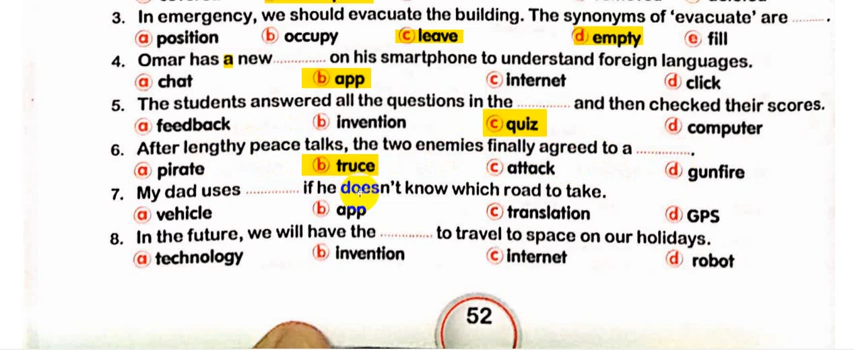 3. In emergency, we should evacuate the building. The synonyms of 'evacuate' are .......... .
ⓐ position ⓑ occupy ⓒ leave ⓓ empty ⓔ fill
4. Omar has a new.............. on his smartphone to understand foreign languages.
ⓐ chat ⓑ app ⓒ internet ⓓ click
5. The students answered all the questions in the .............. and then checked their scores.
ⓐ feedback ⓑ invention ⓒ quiz ⓓ computer
6. After lengthy peace talks, the two enemies finally agreed to a ...............
ⓐ pirate ⓑ truce ⓒ attack ⓓ gunfire
7. My dad uses .............. if he doesn't know which road to take.
ⓐ vehicle ⓑ app ⓒ translation ⓓ GPS
8. In the future, we will have the .............. to travel to space on our holidays.
ⓐ technology ⓑ invention ⓒ internet ⓓ robot
52